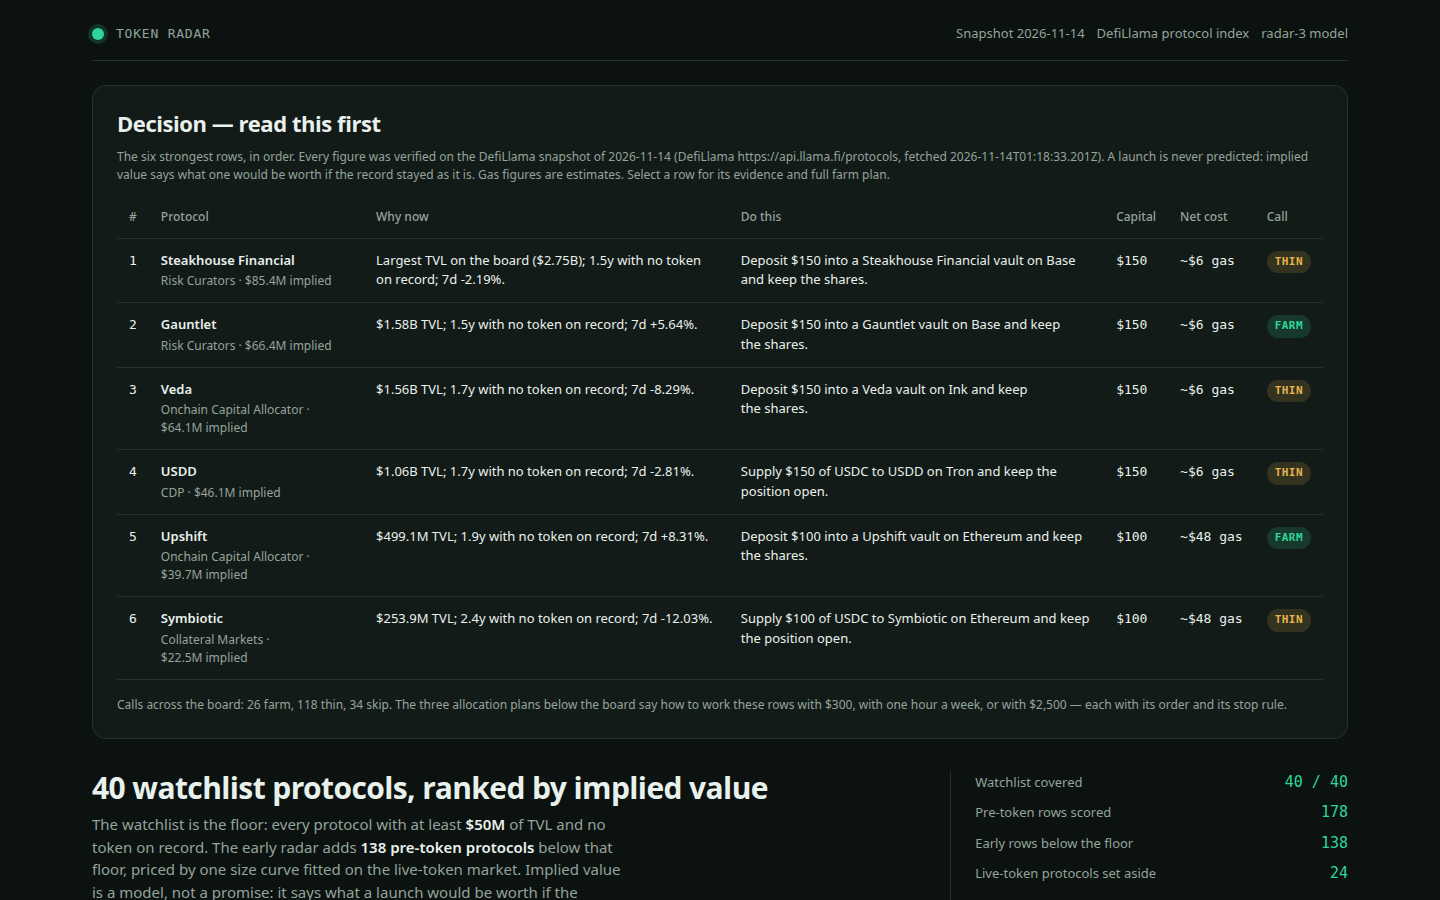 TOKEN RADAR
Snapshot 2026-11-14 DefiLlama protocol index radar-3 model
Decision — read this first
The six strongest rows, in order. Every figure was verified on the DefiLlama snapshot of 2026-11-14 (DefiLlama https://api.llama.fi/protocols, fetched 2026-11-14T01:18:33.201Z). A launch is never predicted: implied
value says what one would be worth if the record stayed as it is. Gas figures are estimates. Select a row for its evidence and full farm plan.
# Protocol Why now Do this Capital Net cost Call
1 Steakhouse Financial Largest TVL on the board ($2.75B); 1.5y with no token Deposit $150 into a Steakhouse Financial vault on Base $150 ~$6 gas THIN
Risk Curators · $85.4M implied on record; 7d -2.19%. and keep the shares.
2 Gauntlet $1.58B TVL; 1.5y with no token on record; 7d +5.64%. Deposit $150 into a Gauntlet vault on Base and keep $150 ~$6 gas FARM
Risk Curators · $66.4M implied the shares.
3 Veda $1.56B TVL; 1.7y with no token on record; 7d -8.29%. Deposit $150 into a Veda vault on Ink and keep $150 ~$6 gas THIN
Onchain Capital Allocator · the shares.
$64.1M implied
4 USDD $1.06B TVL; 1.7y with no token on record; 7d -2.81%. Supply $150 of USDC to USDD on Tron and keep the $150 ~$6 gas THIN
CDP · $46.1M implied position open.
5 Upshift $499.1M TVL; 1.9y with no token on record; 7d +8.31%. Deposit $100 into a Upshift vault on Ethereum and keep $100 ~$48 gas FARM
Onchain Capital Allocator · the shares.
$39.7M implied
6 Symbiotic $253.9M TVL; 2.4y with no token on record; 7d -12.03%. Supply $100 of USDC to Symbiotic on Ethereum and keep $100 ~$48 gas THIN
Collateral Markets · the position open.
$22.5M implied
Calls across the board: 26 farm, 118 thin, 34 skip. The three allocation plans below the board say how to work these rows with $300, with one hour a week, or with $2,500 — each with its order and its stop rule.
40 watchlist protocols, ranked by implied value
The watchlist is the floor: every protocol with at least $50M of TVL and no
token on record. The early radar adds 138 pre-token protocols below that
floor, priced by one size curve fitted on the live-token market. Implied value
is a model, not a promise: it says what a launch would be worth if the
Watchlist covered 40 / 40
Pre-token rows scored 178
Early rows below the floor 138
Live-token protocols set aside 24